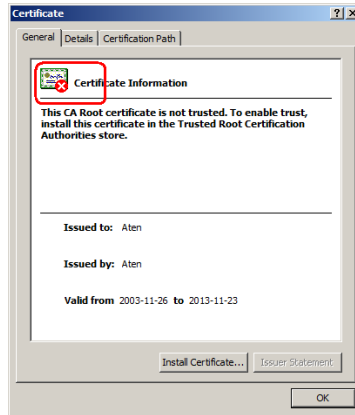 Certificate
General Details Certification Path
Certificate Information
This CA Root certificate is not trusted. To enable trust,
install this certificate in the Trusted Root Certification
Authorities store.
Issued to: Aten
Issued by: Aten
Valid from 2003-11-26 to 2013-11-23
Install Certificate... Issuer Statement
OK